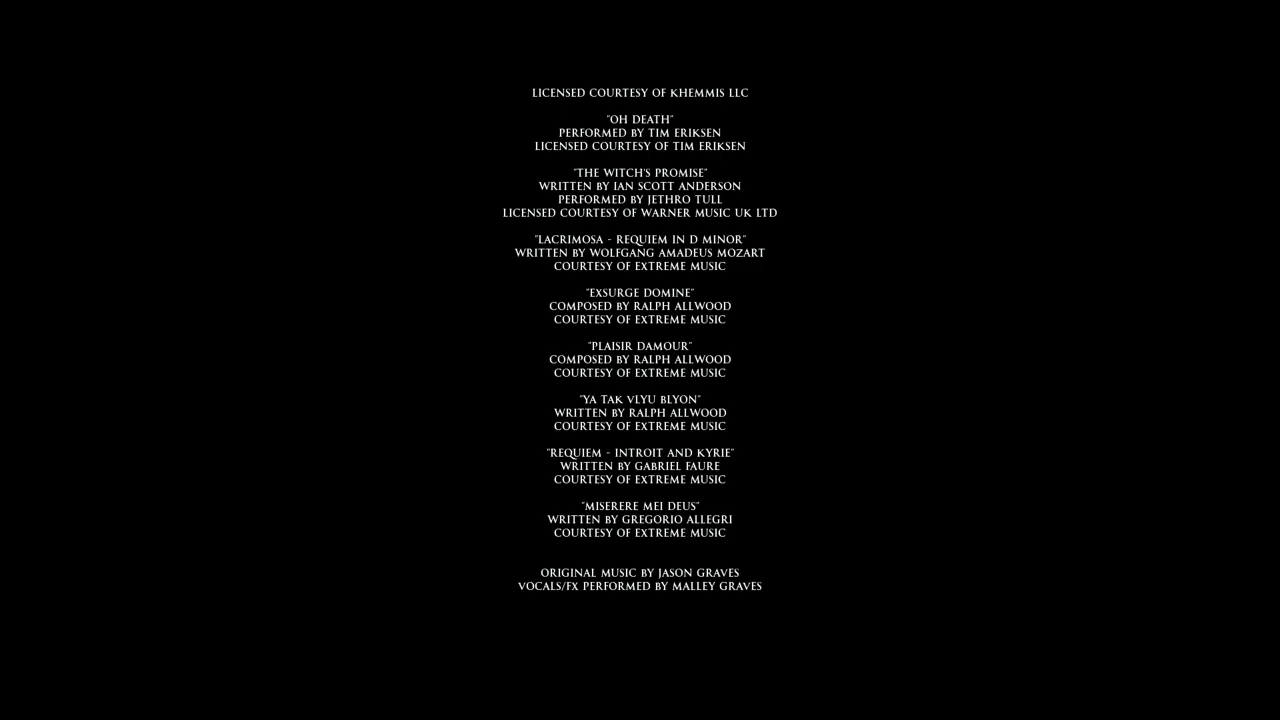 LICENSED COURTESY OF KHEMMIS LLC
"OH DEATH"
PERFORMED BY TIM ERIKSEN
LICENSED COURTESY OF TIM ERIKSEN
"THE WITCH'S PROMISE"
WRITTEN BY IAN SCOTT ANDERSON
PERFORMED BY JETHRO TULL
LICENSED COURTESY OF WARNER MUSIC UK LTD
"LACRIMOSA - REQUIEM IN D MINOR"
WRITTEN BY WOLFGANG AMADEUS MOZART
COURTESY OF EXTREME MUSIC
"EXSURGE DOMINE"
COMPOSED BY RALPH ALLWOOD
COURTESY OF EXTREME MUSIC
"PLAISIR DAMOUR"
COMPOSED BY RALPH ALLWOOD
COURTESY OF EXTREME MUSIC
"YA TAK VLYU BLYON"
WRITTEN BY RALPH ALLWOOD
COURTESY OF EXTREME MUSIC
"REQUIEM - INTROIT AND KYRIE"
WRITTEN BY GABRIEL FAURE
COURTESY OF EXTREME MUSIC
"MISERERE MEI DEUS"
WRITTEN BY GREGORIO ALLEGRI
COURTESY OF EXTREME MUSIC
ORIGINAL MUSIC BY JASON GRAVES
VOCALS/FX PERFORMED BY MALLEY GRAVES